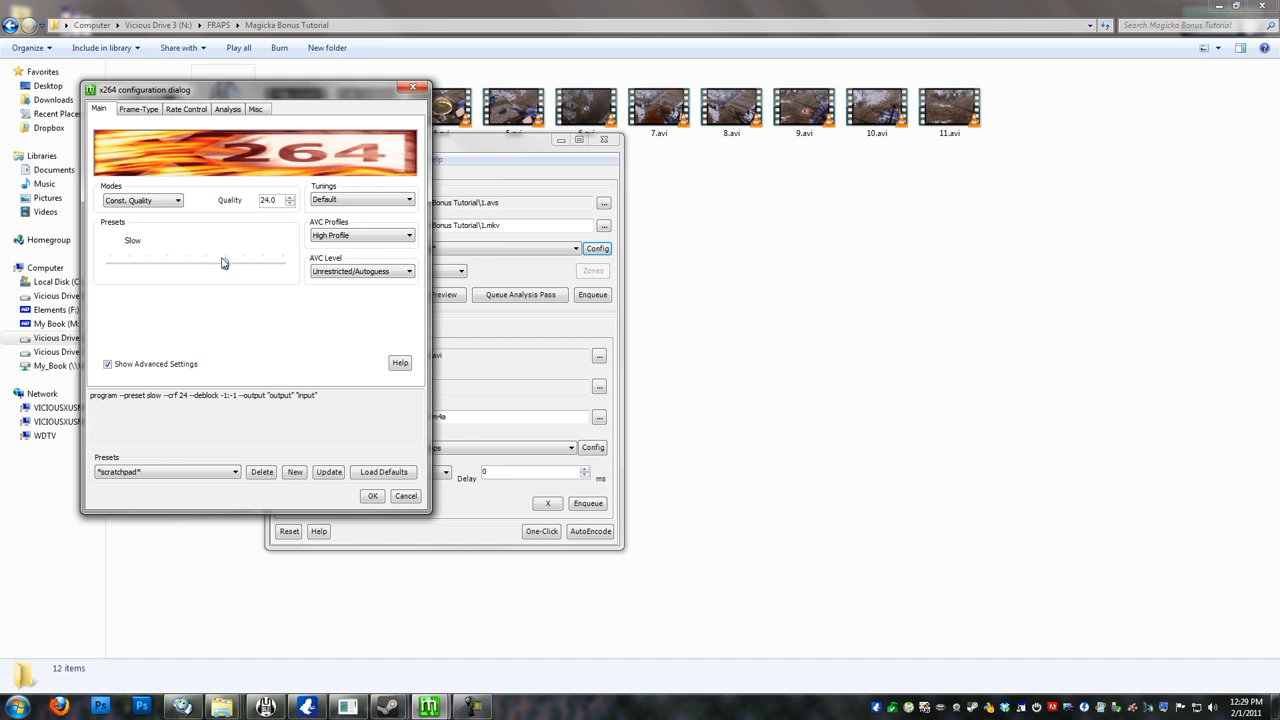 Computer ▸ Vicious Drive 3 (N:) ▸ FRAPS ▸ Magicka Bonus Tutorial
Search Magicka Bonus Tutorial
Organize Include in library Share with Play all Burn New folder
Favorites
Desktop
Downloads
Recent Places
Dropbox
Libraries
Documents
Music
Pictures
Videos
Homegroup
Computer
Local Disk (C:
Vicious Drive
Elements (F:)
My Book (M:
Vicious Drive
Vicious Drive
My_Book (\\
Network
VICIOUSXUS
VICIOUSXUSM
WDTV
7.avi 8.avi 9.avi 10.avi 11.avi
x264 configuration dialog
Main Frame-Type Rate Control Analysis Misc
264
Modes
Const. Quality
Quality 24.0
Tunings
Default
Presets
Slow
AVC Profiles
High Profile
AVC Level
Unrestricted/Autoguess
Show Advanced Settings
Help
program --preset slow --crf 24 --deblock -1:-1 --output "output" "input"
Presets
*scratchpad* Delete New Update Load Defaults
OK Cancel
elp
Bonus Tutorial\1.avs ...
Bonus Tutorial\1.mkv ...
Config
Zones
Preview Queue Analysis Pass Enqueue
avi ...
...
m4a ...
ps Config
Delay 0 ms
X Enqueue
Reset Help One-Click AutoEncode
12 items
12:29 PM
2/1/2011